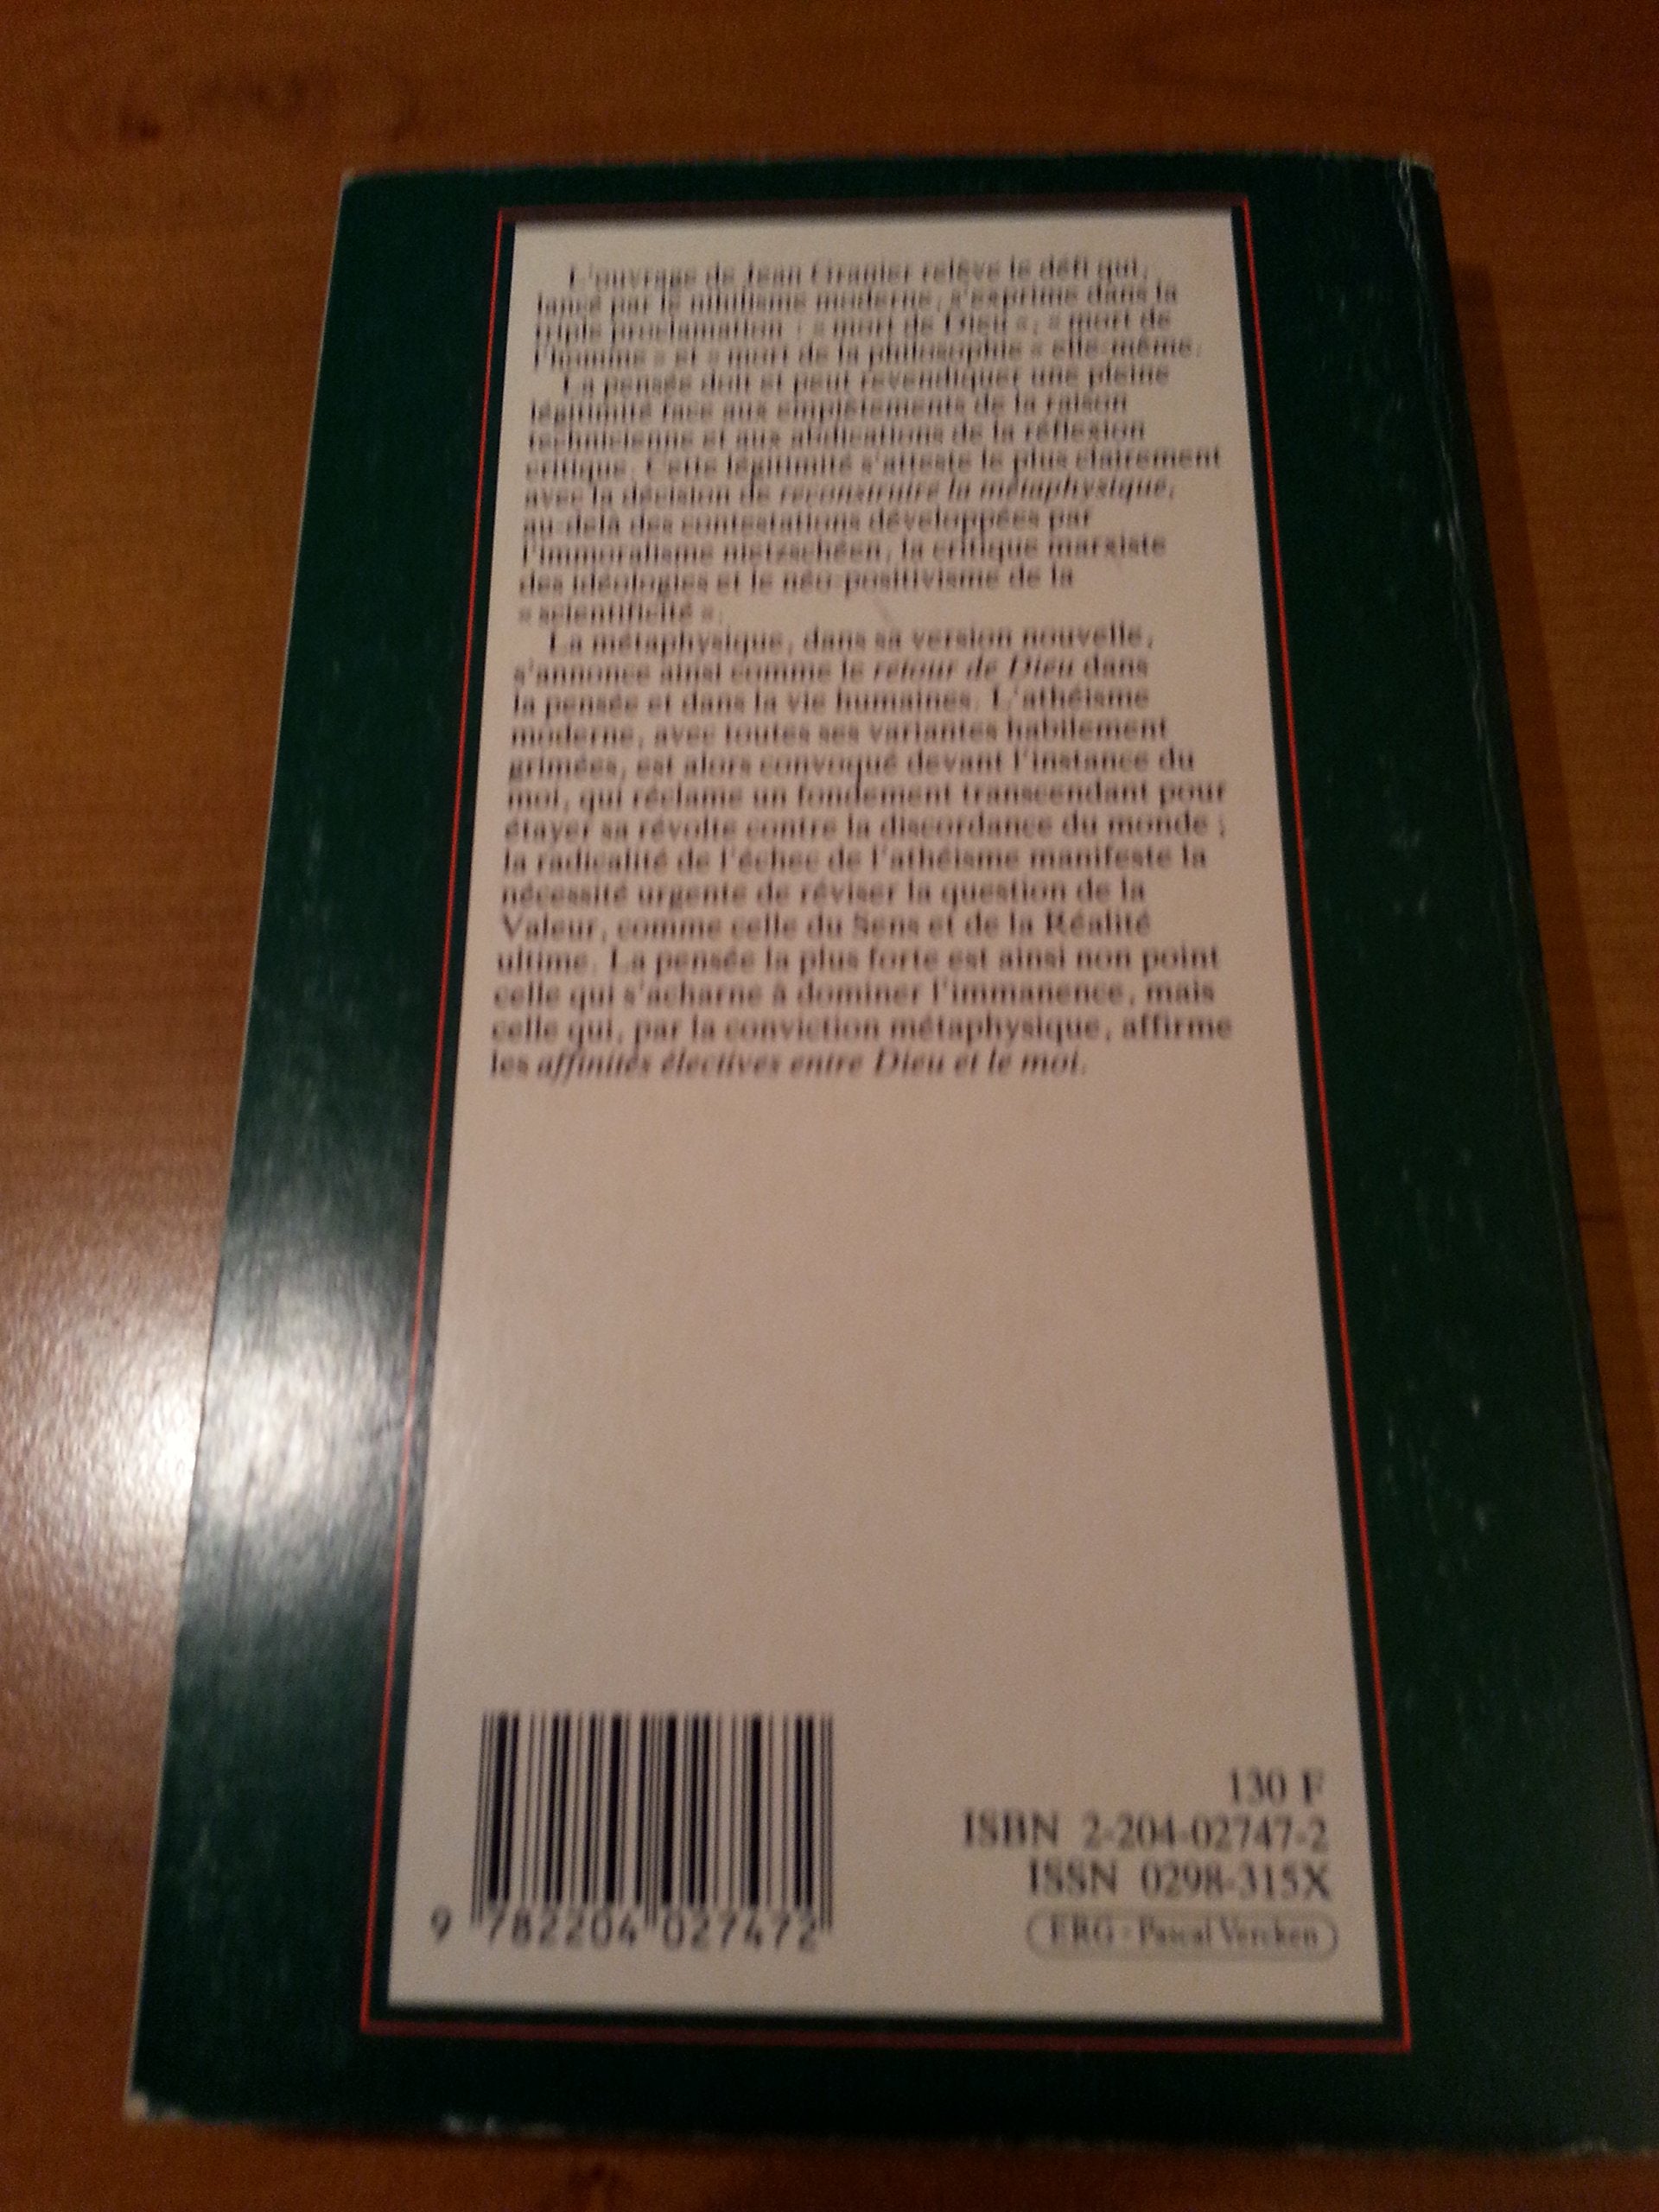 L'ouvrage de Jean Granier relève le défi qui,
lancé par le nihilisme moderne, s'exprime dans la
triple proclamation : « mort de Dieu », « mort de
l'homme » et « mort de la philosophie » elle-même.
La pensée doit et peut revendiquer une pleine
légitimité face aux empiètements de la raison
technicienne et aux abdications de la réflexion
critique. Cette légitimité s'atteste le plus clairement
avec la décision de reconstruire la métaphysique,
au-delà des contestations développées par
l'immoralisme nietzschéen, la critique marxiste
des idéologies et le néo-positivisme de la
« scientificité ».
La métaphysique, dans sa version nouvelle,
s'annonce ainsi comme le retour de Dieu dans
la pensée et dans la vie humaines. L'athéisme
moderne, avec toutes ses variantes habilement
grimées, est alors convoqué devant l'instance du
moi, qui réclame un fondement transcendant pour
étayer sa révolte contre la discordance du monde ;
la radicalité de l'échec de l'athéisme manifeste la
nécessité urgente de réviser la question de la
Valeur, comme celle du Sens et de la Réalité
ultime. La pensée la plus forte est ainsi non point
celle qui s'acharne à dominer l'immanence, mais
celle qui, par la conviction métaphysique, affirme
les affinités électives entre Dieu et le moi.
130 F
ISBN 2-204-02747-2
ISSN 0298-315X
ERG - Pascal Vercken
9 782204 027472